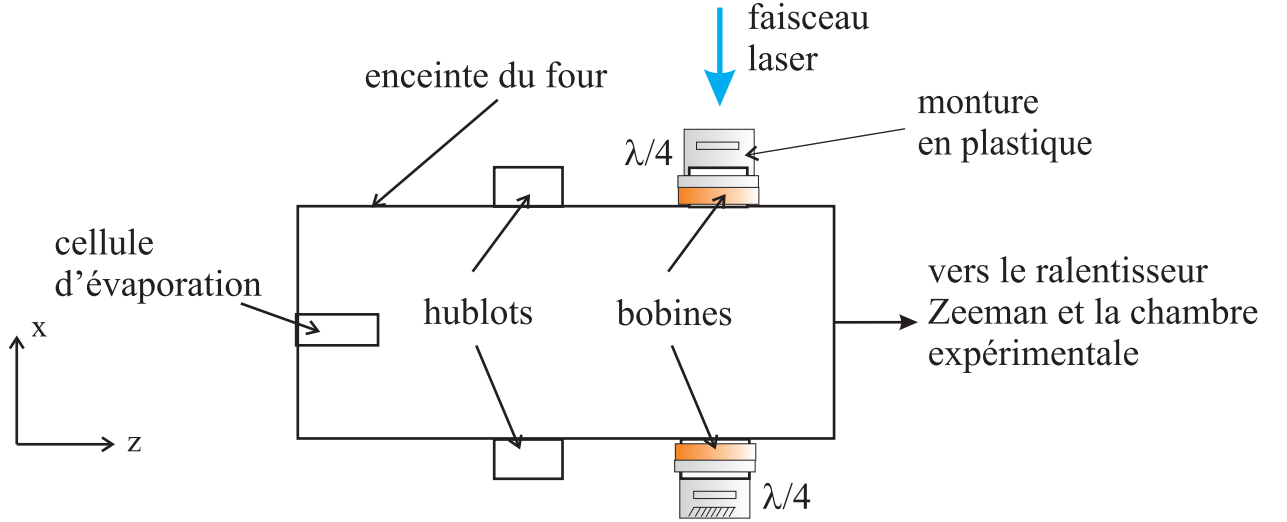 faisceau
laser
enceinte du four
monture
en plastique
λ/4
cellule
d’évaporation
hublots
bobines
vers le ralentisseur
Zeeman et la chambre
expérimentale
x
z
λ/4